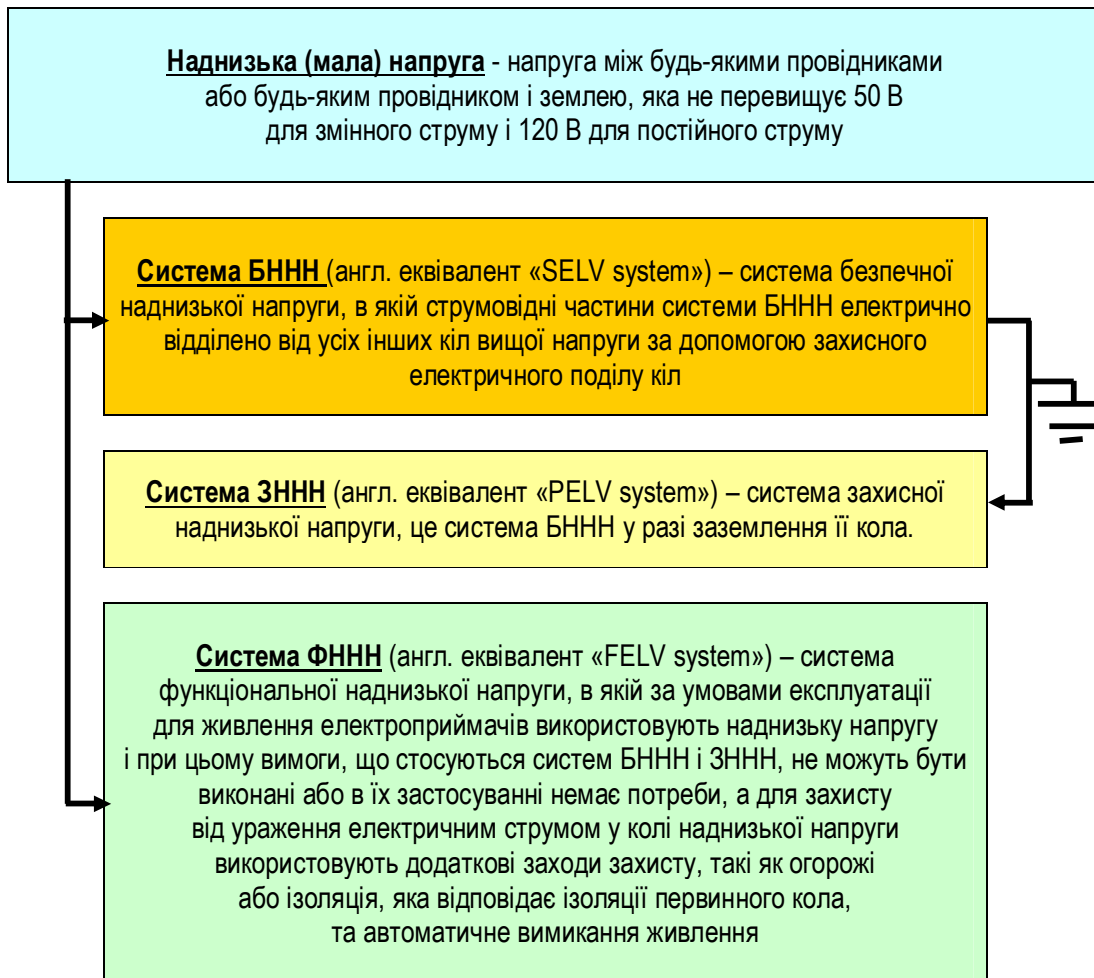 Наднизька (мала) напруга - напруга між будь-якими провідниками
або будь-яким провідником і землею, яка не перевищує 50 В
для змінного струму і 120 В для постійного струму
Система БННН (англ. еквівалент «SELV system») – система безпечної
наднизької напруги, в якій струмовідні частини системи БННН електрично
відділено від усіх інших кіл вищої напруги за допомогою захисного
електричного поділу кіл
Система ЗННН (англ. еквівалент «PELV system») – система захисної
наднизької напруги, це система БННН у разі заземлення її кола.
Система ФННН (англ. еквівалент «FELV system») – система
функціональної наднизької напруги, в якій за умовами експлуатації
для живлення електроприймачів використовують наднизьку напругу
і при цьому вимоги, що стосуються систем БННН і ЗННН, не можуть бути
виконані або в їх застосуванні немає потреби, а для захисту
від ураження електричним струмом у колі наднизької напруги
використовують додаткові заходи захисту, такі як огорожі
або ізоляція, яка відповідає ізоляції первинного кола,
та автоматичне вимикання живлення